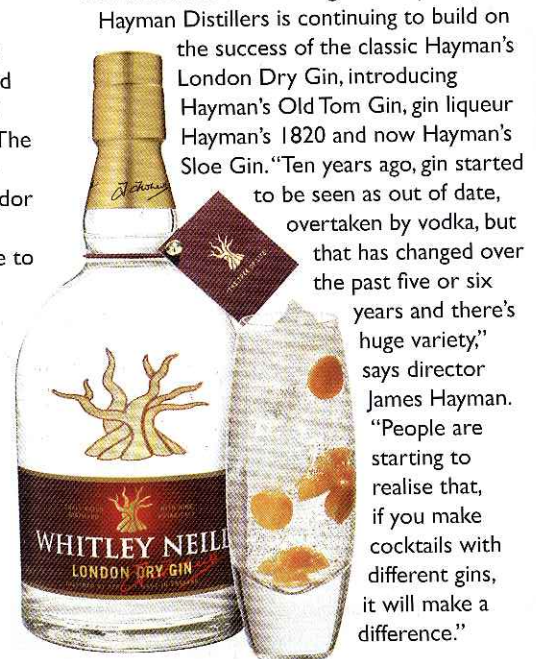 Hayman Distillers is continuing to build on
the success of the classic Hayman's
London Dry Gin, introducing
Hayman's Old Tom Gin, gin liqueur
Hayman's 1820 and now Hayman's
Sloe Gin. “Ten years ago, gin started
to be seen as out of date,
overtaken by vodka, but
that has changed over
the past five or six
years and there's
huge variety,”
says director
James Hayman.
“People are
starting to
realise that,
if you make
cocktails with
different gins,
it will make a
difference.”
d
The
dor
e to
WHITLEY NEILL
LONDON DRY GIN